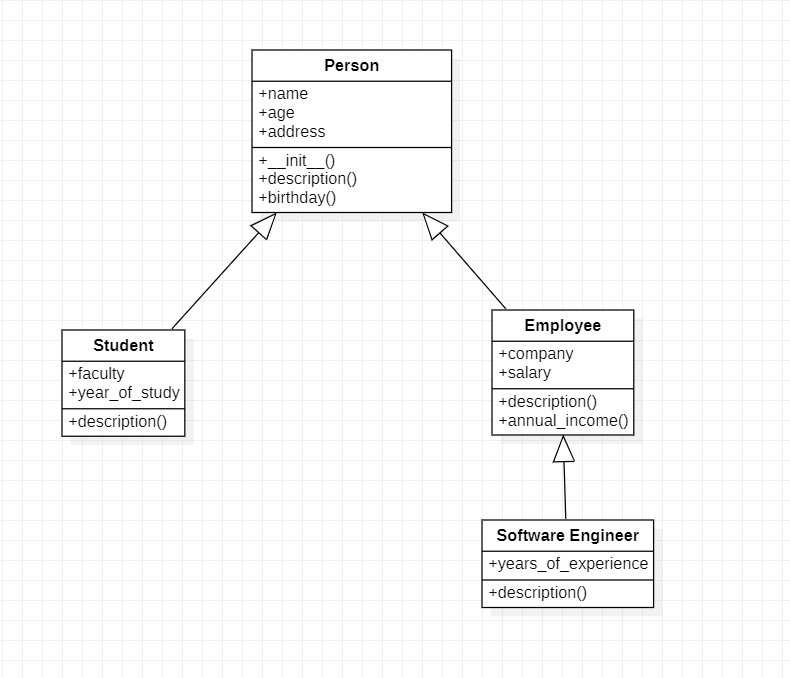 Person
+name
+age
+address
+__init__()
+description()
+birthday()
Student
+faculty
+year_of_study
+description()
Employee
+company
+salary
+description()
+annual_income()
Software Engineer
+years_of_experience
+description()